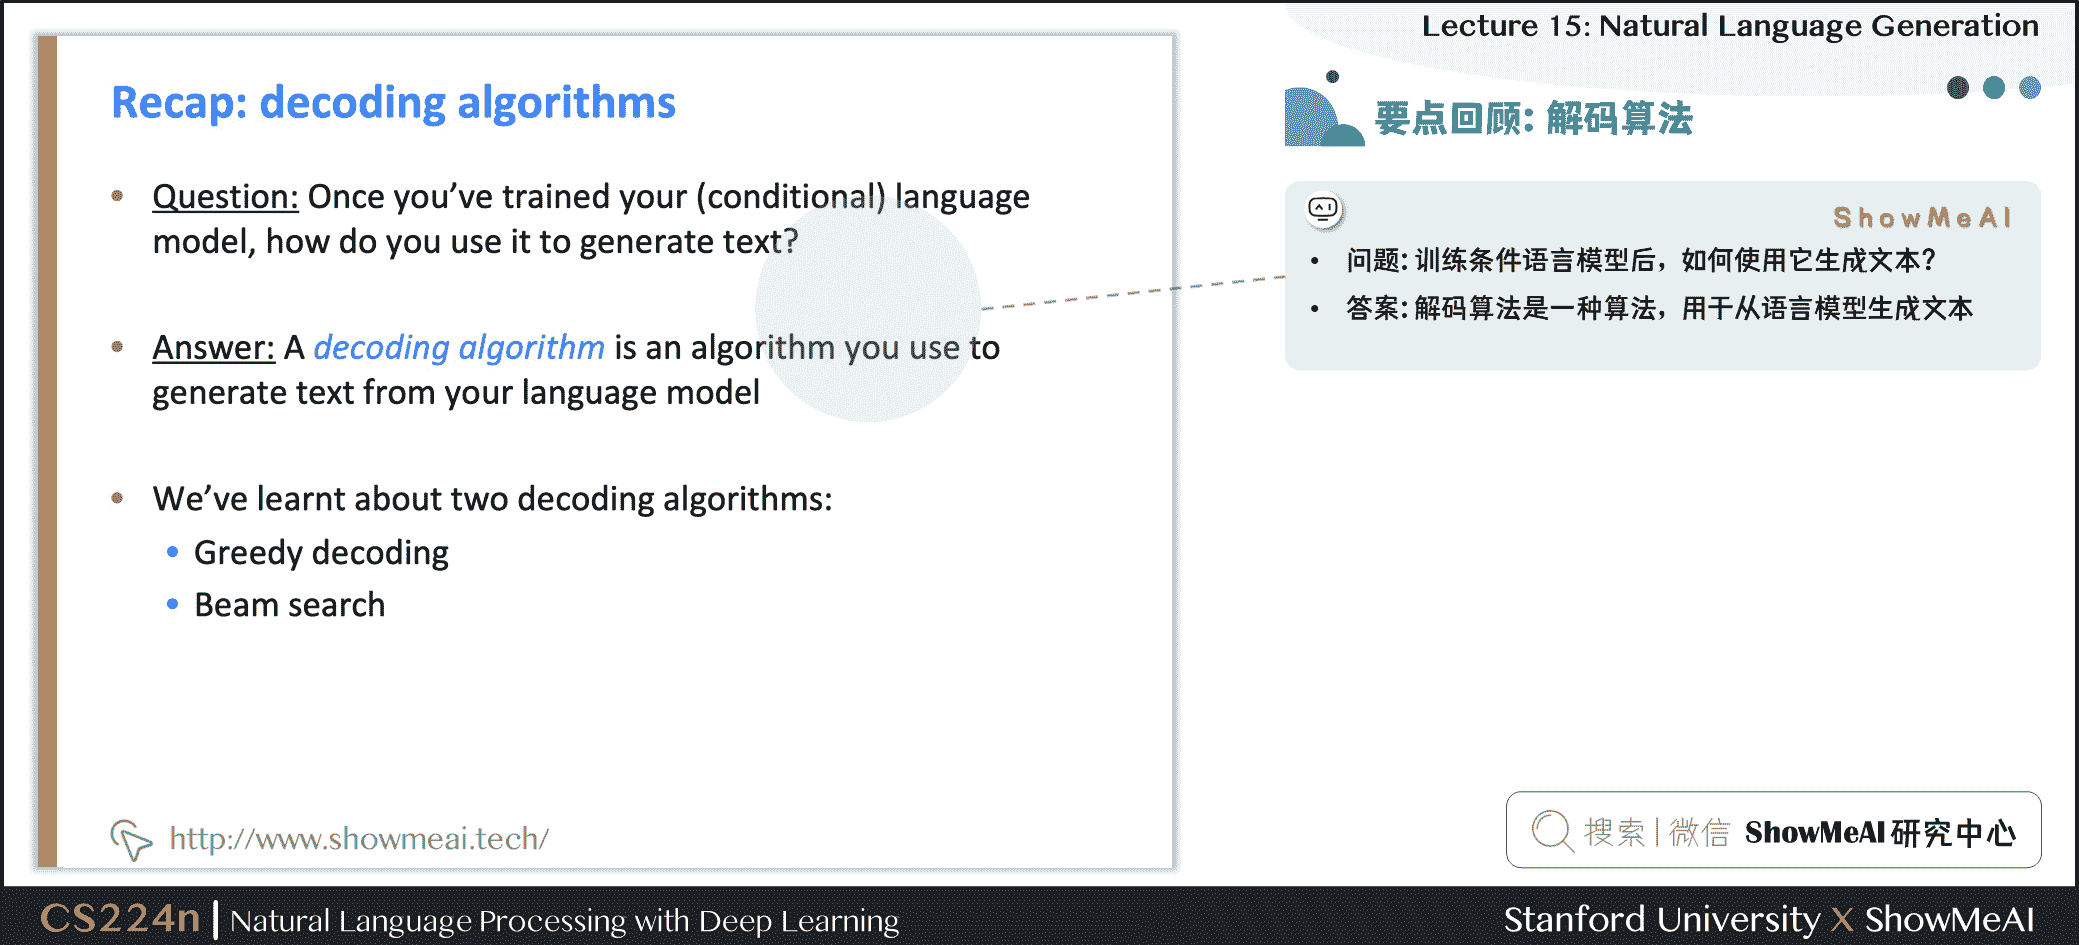 Lecture 15: Natural Language Generation
Recap: decoding algorithms
• Question: Once you’ve trained your (conditional) language
model, how do you use it to generate text?
• Answer: A decoding algorithm is an algorithm you use to
generate text from your language model
• We’ve learnt about two decoding algorithms:
• Greedy decoding
• Beam search
http://www.showmeai.tech/
要点回顾: 解码算法
ShowMeAI
• 问题: 训练条件语言模型后，如何使用它生成文本?
• 答案: 解码算法是一种算法，用于从语言模型生成文本
搜索 | 微信 ShowMeAI 研究中心
CS224n | Natural Language Processing with Deep Learning
Stanford University X ShowMeAI